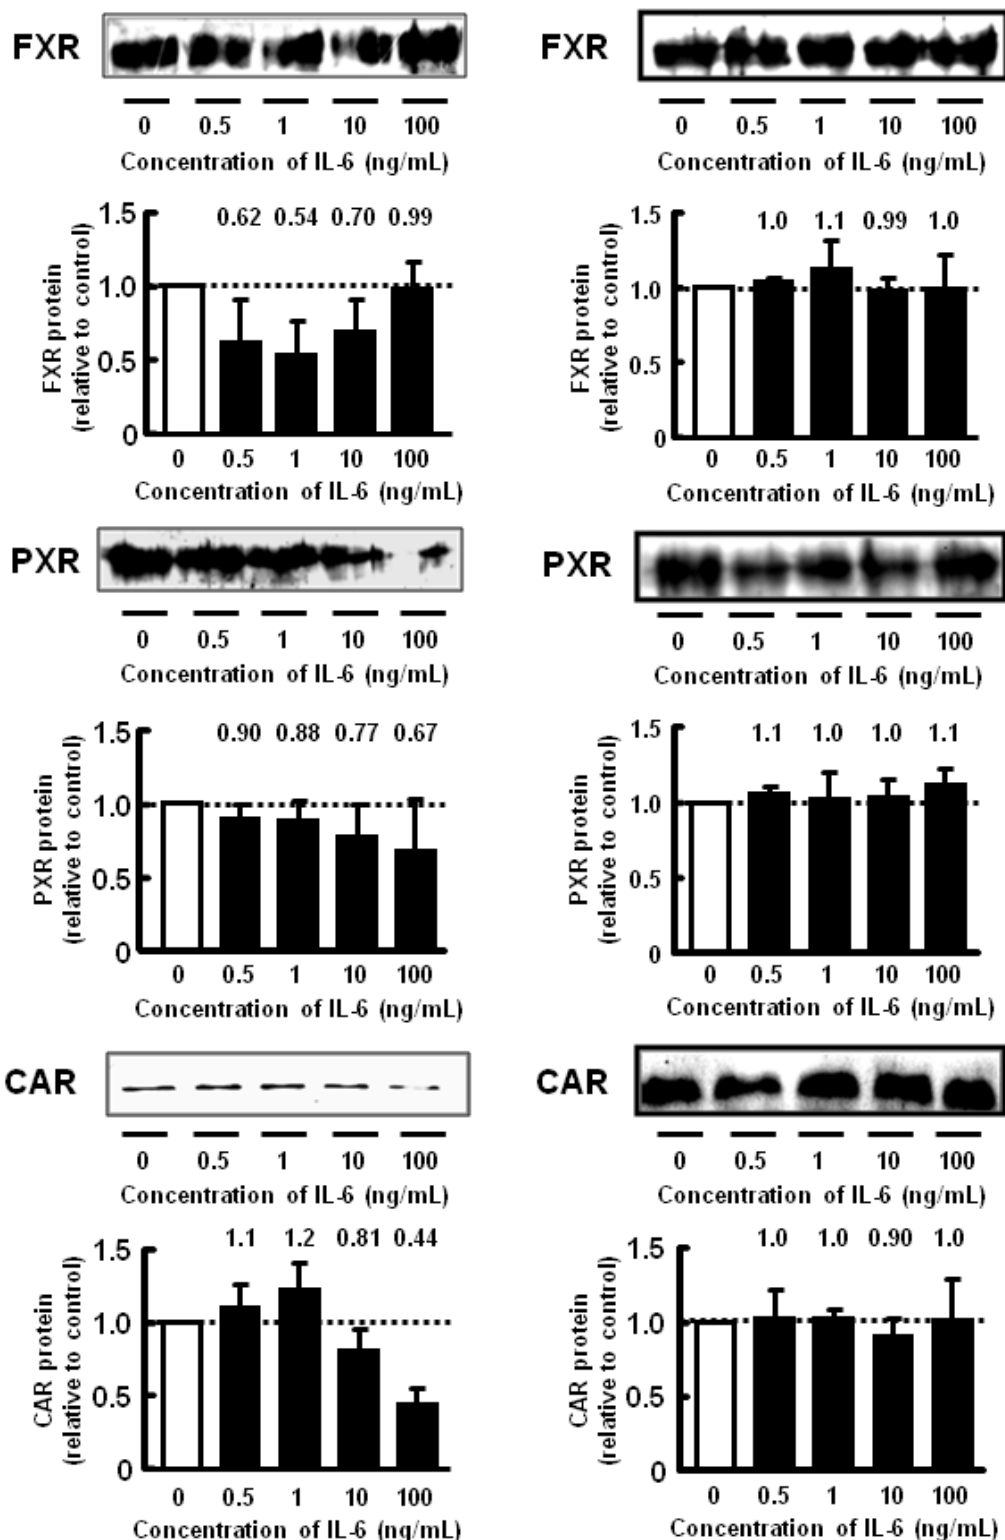 FXR
0 0.5 1 10 100
Concentration of IL-6 (ng/mL)
FXR protein
(relative to control)
1.5
1.0
0.5
0
0.62 0.54 0.70 0.99
0 0.5 1 10 100
Concentration of IL-6 (ng/mL)
FXR
0 0.5 1 10 100
Concentration of IL-6 (ng/mL)
FXR protein
(relative to control)
1.5
1.0
0.5
0
1.0 1.1 0.99 1.0
0 0.5 1 10 100
Concentration of IL-6 (ng/mL)
PXR
0 0.5 1 10 100
Concentration of IL-6 (ng/mL)
PXR protein
(relative to control)
1.5
1.0
0.5
0
0.90 0.88 0.77 0.67
0 0.5 1 10 100
Concentration of IL-6 (ng/mL)
PXR
0 0.5 1 10 100
Concentration of IL-6 (ng/mL)
PXR protein
(relative to control)
1.5
1.0
0.5
0
1.1 1.0 1.0 1.1
0 0.5 1 10 100
Concentration of IL-6 (ng/mL)
CAR
0 0.5 1 10 100
Concentration of IL-6 (ng/mL)
CAR protein
(relative to control)
1.5
1.0
0.5
0
1.1 1.2 0.81 0.44
0 0.5 1 10 100
Concentration of IL-6 (ng/mL)
CAR
0 0.5 1 10 100
Concentration of IL-6 (ng/mL)
CAR protein
(relative to control)
1.5
1.0
0.5
0
1.0 1.0 0.90 1.0
0 0.5 1 10 100
Concentration of IL-6 (ng/mL)